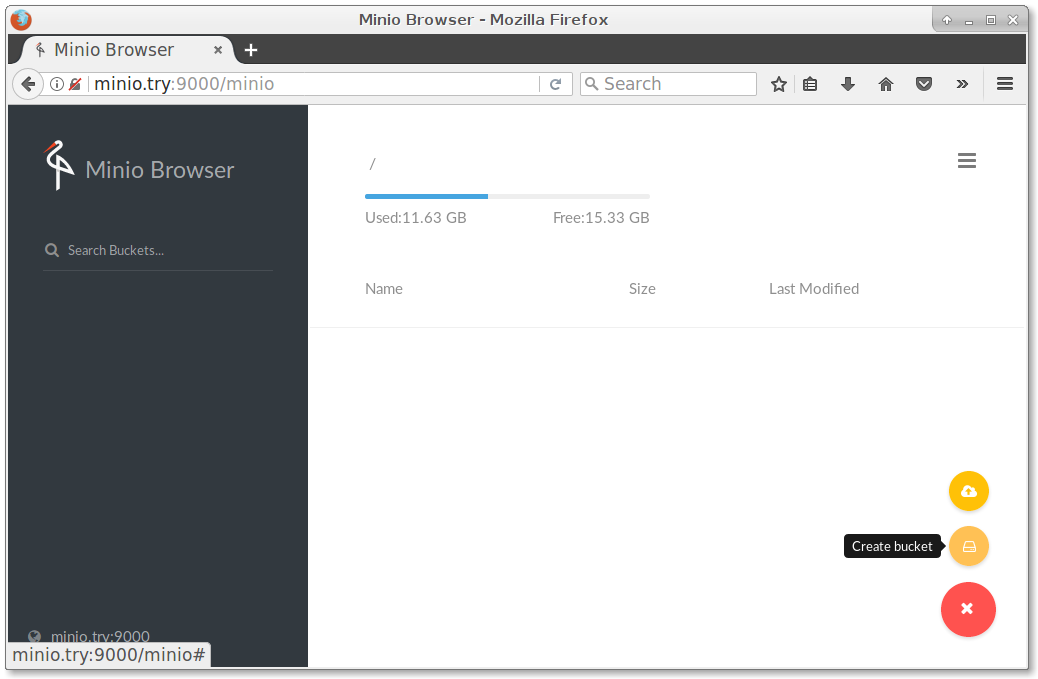 Minio Browser - Mozilla Firefox
Minio Browser
minio.try:9000/minio
Search
Minio Browser
/
Used:11.63 GB Free:15.33 GB
Search Buckets...
Name Size Last Modified
Create bucket
minio.try:9000
minio.try:9000/minio#